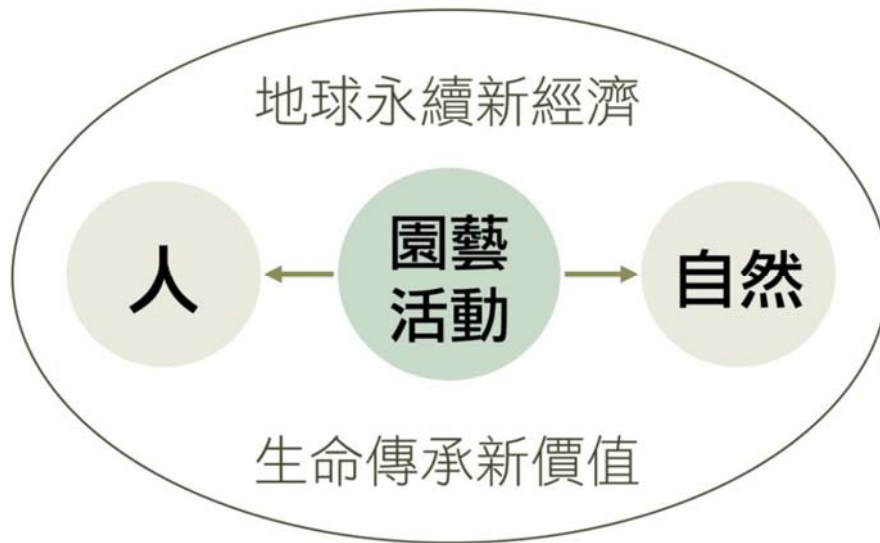 地球永續新經濟
人
園藝
活動
自然
生命傳承新價值